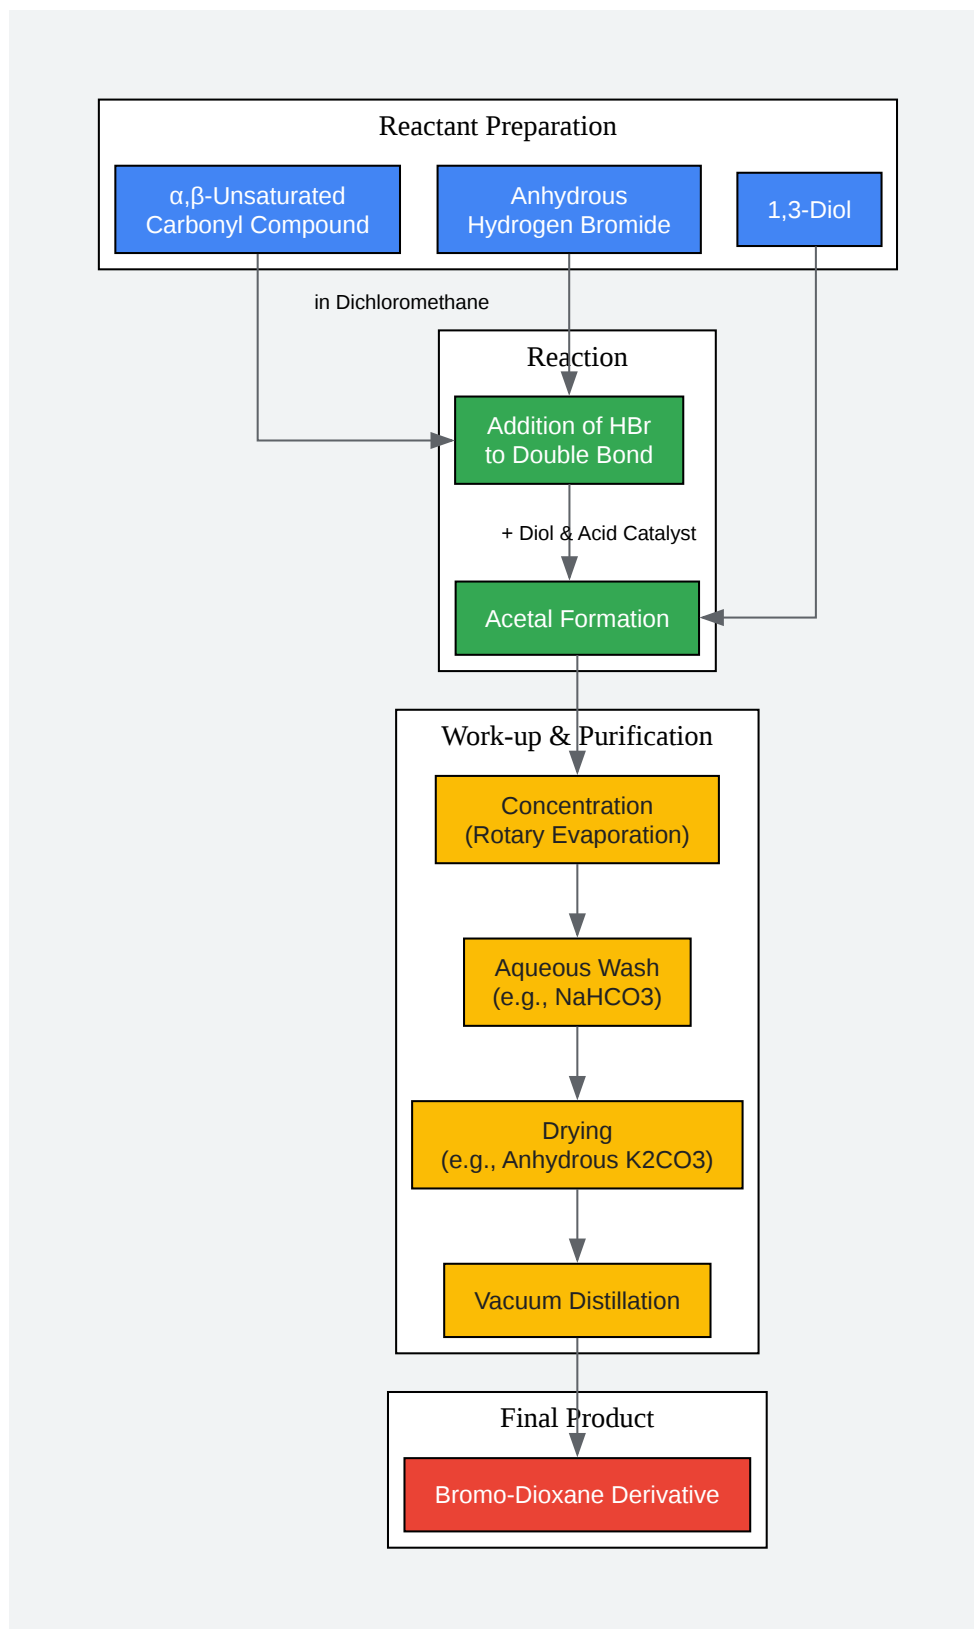 Reactant Preparation
α,β-Unsaturated
Carbonyl Compound
Anhydrous
Hydrogen Bromide
1,3-Diol
in Dichloromethane
Reaction
Addition of HBr
to Double Bond
+ Diol & Acid Catalyst
Acetal Formation
Work-up & Purification
Concentration
(Rotary Evaporation)
Aqueous Wash
(e.g., NaHCO3)
Drying
(e.g., Anhydrous K2CO3)
Vacuum Distillation
Final Product
Bromo-Dioxane Derivative